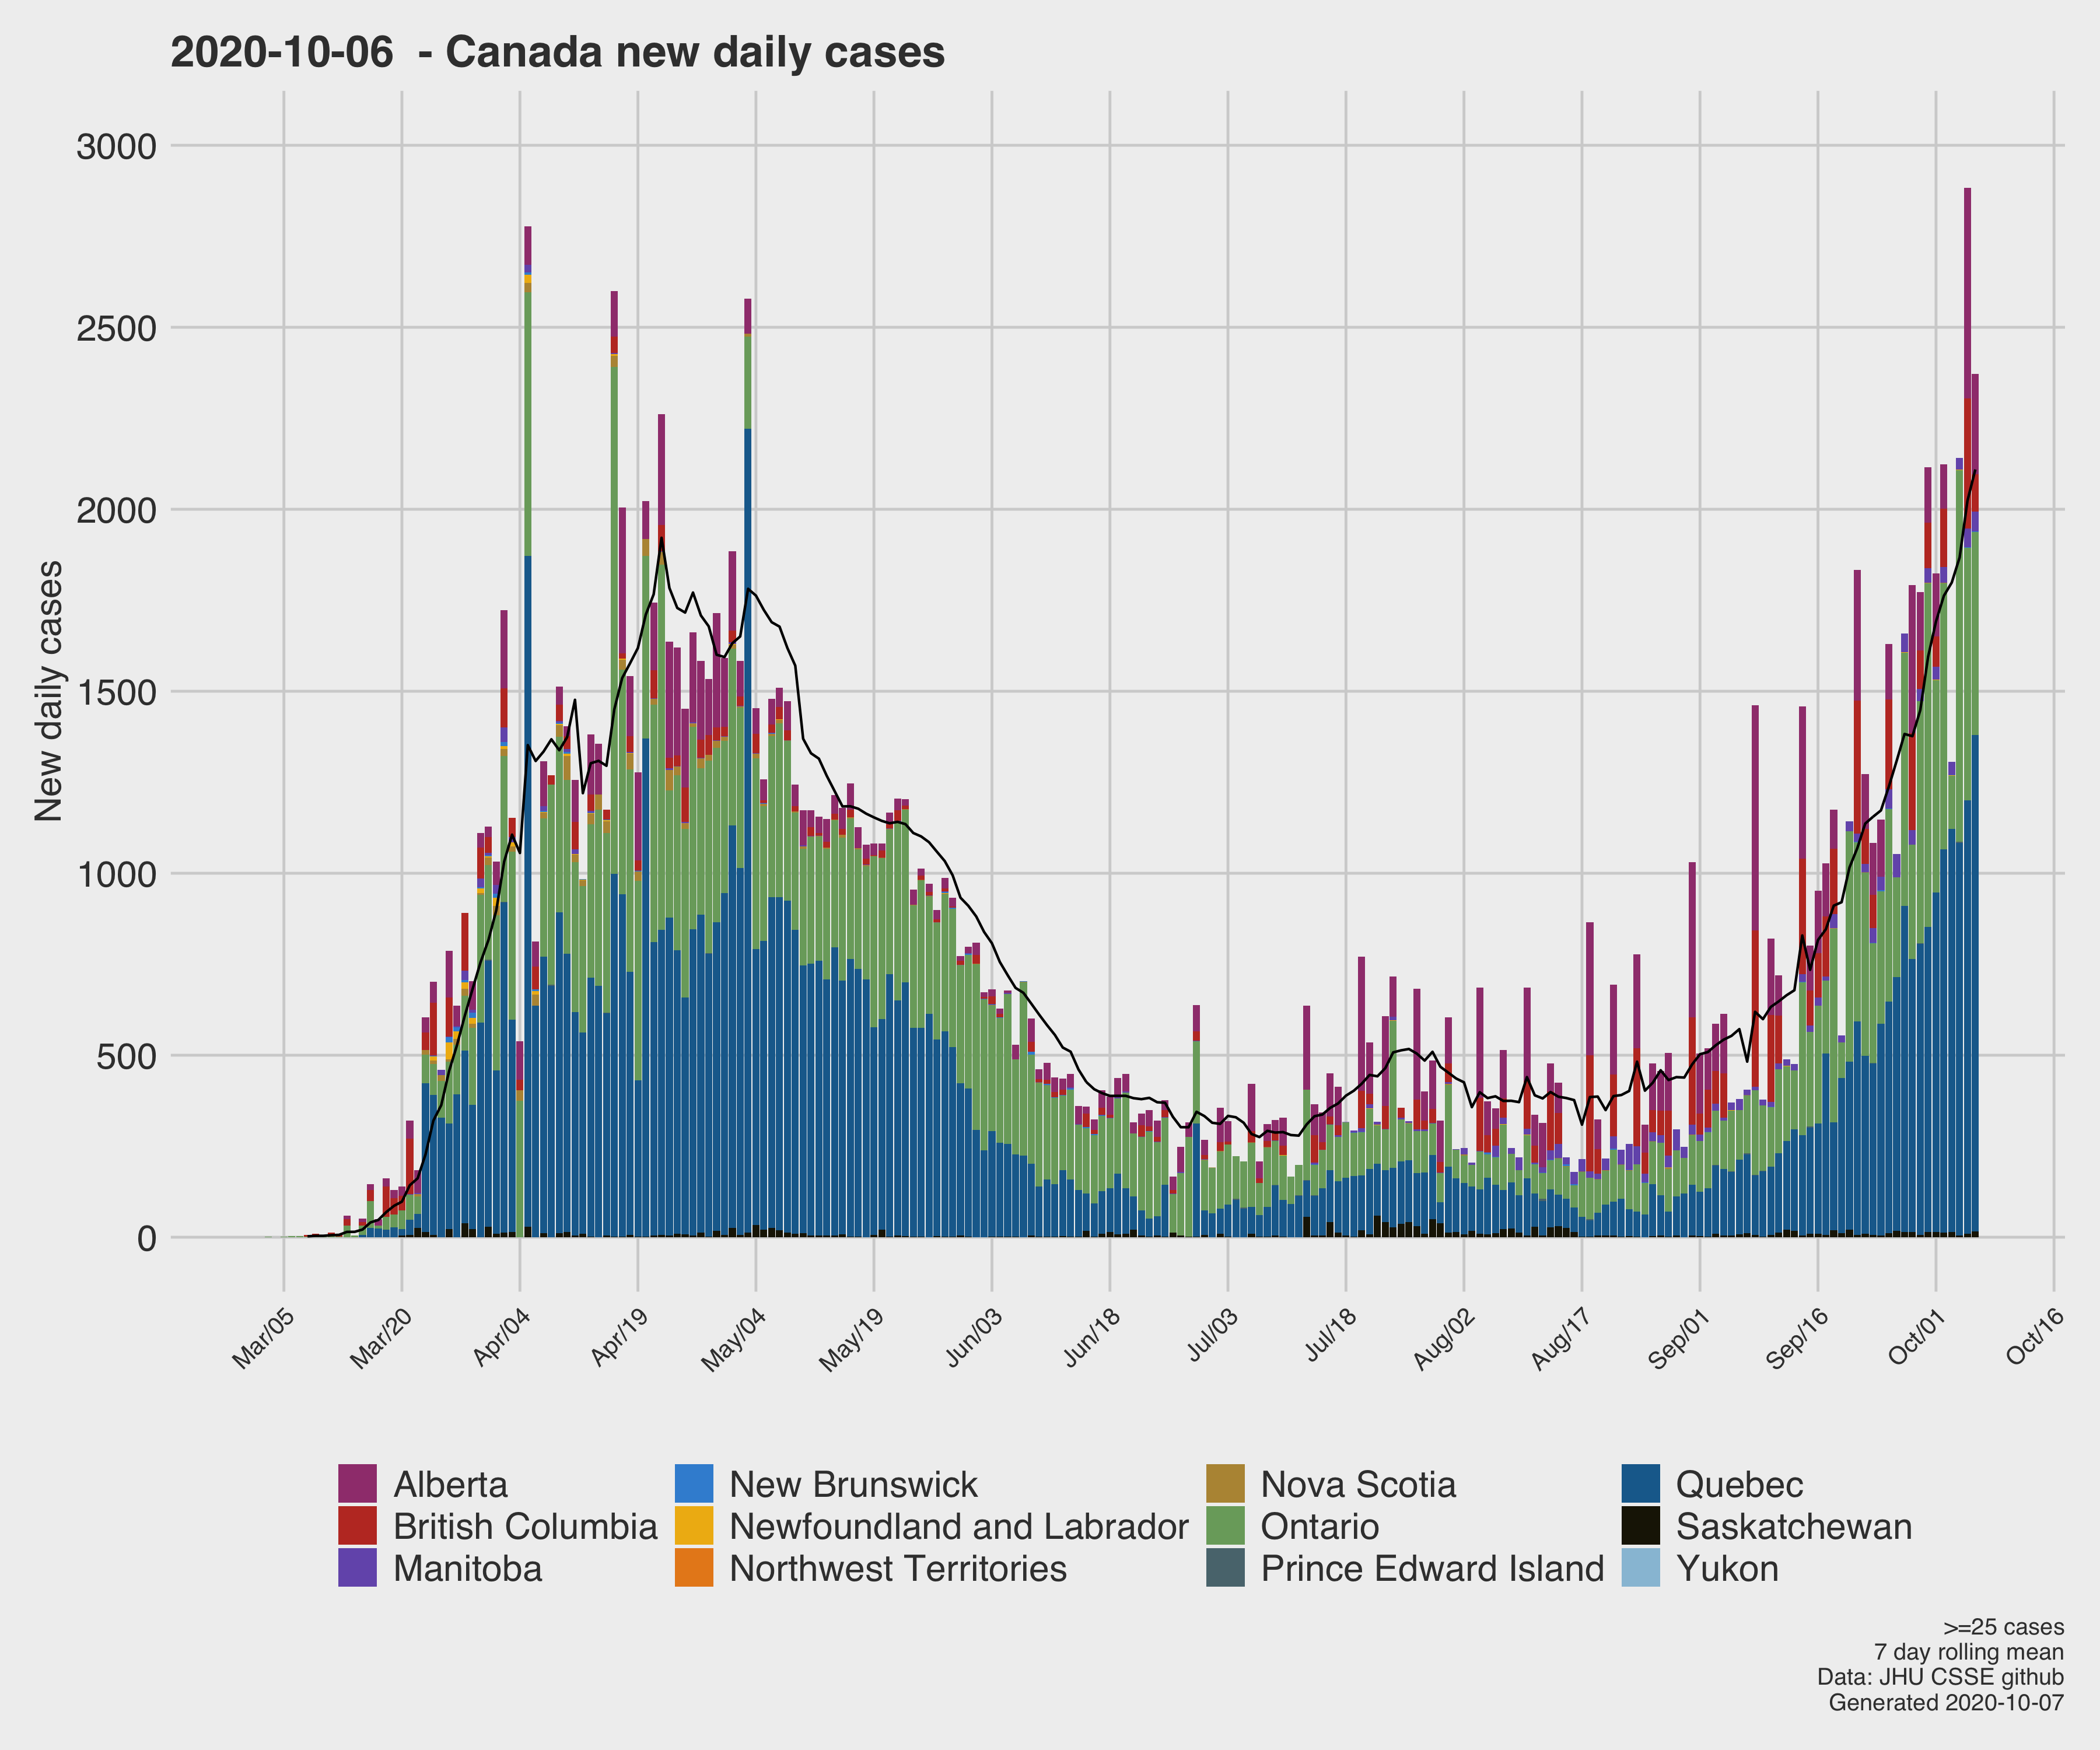 2020-10-06 - Canada new daily cases
New daily cases
3000
2500
2000
1500
1000
500
0
Mar/05
Mar/20
Apr/04
Apr/19
May/04
May/19
Jun/03
Jun/18
Jul/03
Jul/18
Aug/02
Aug/17
Sep/01
Sep/16
Oct/01
Oct/16
Alberta
British Columbia
Manitoba
New Brunswick
Newfoundland and Labrador
Northwest Territories
Nova Scotia
Ontario
Prince Edward Island
Quebec
Saskatchewan
Yukon
>=25 cases
7 day rolling mean
Data: JHU CSSE github
Generated 2020-10-07